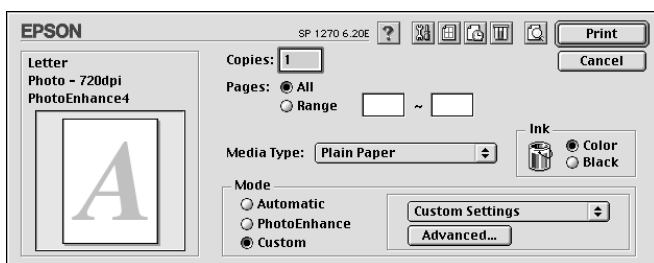 EPSON
SP 1270 6.20E
?
Print
Cancel
Letter
Photo - 720dpi
PhotoEnhance4
A
Copies: 1
Pages: All
Range ~
Media Type: Plain Paper
Ink
Color
Black
Mode
Automatic
PhotoEnhance
Custom
Custom Settings
Advanced...